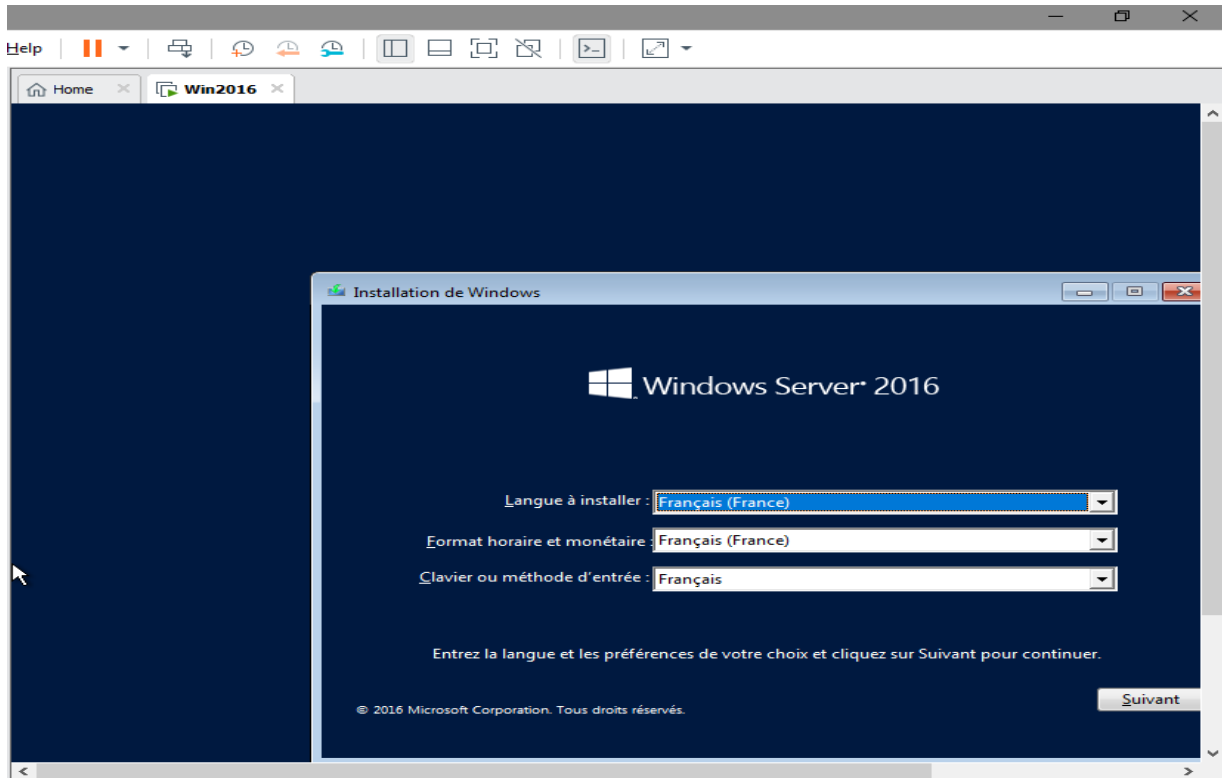 Help
Home
Win2016
Installation de Windows
Windows Server 2016
Langue à installer : Français (France)
Format horaire et monétaire : Français (France)
Clavier ou méthode d'entrée : Français
Entrez la langue et les préférences de votre choix et cliquez sur Suivant pour continuer.
© 2016 Microsoft Corporation. Tous droits réservés.
Suivant